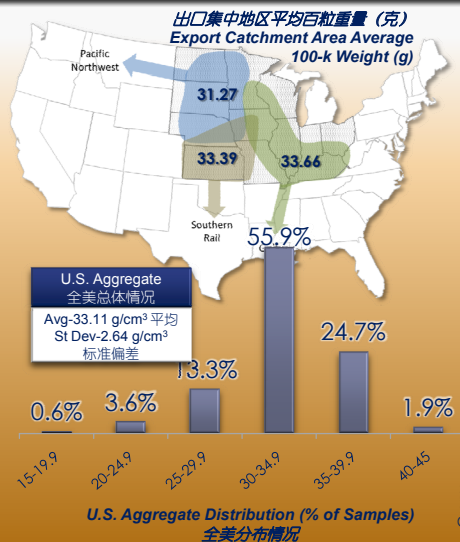 出口集中地区平均百粒重量（克）
Export Catchment Area Average
100-k Weight (g)
Pacific
Northwest
31.27
33.39
33.66
Southern
Rail
U.S. Aggregate
全美总体情况
Avg-33.11 g/cm³ 平均
St Dev-2.64 g/cm³
标准偏差
0.6%
3.6%
13.3%
55.9%
24.7%
1.9%
15-19.9
20-24.9
25-29.9
30-34.9
35-39.9
40-45
U.S. Aggregate Distribution (% of Samples)
全美分布情况